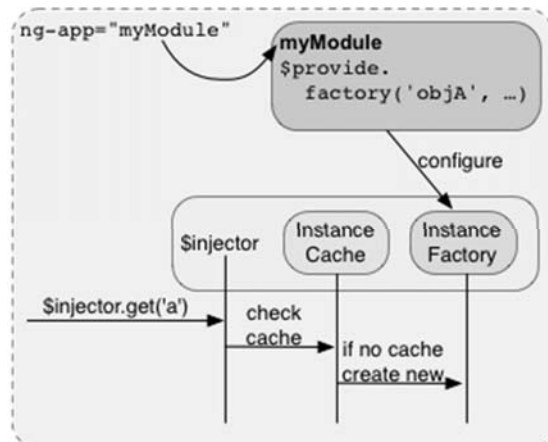 ng-app="myModule"
myModule
$provide.
factory('objA', …)
configure
$injector
Instance
Cache
Instance
Factory
$injector.get('a')
check
cache
if no cache
create new